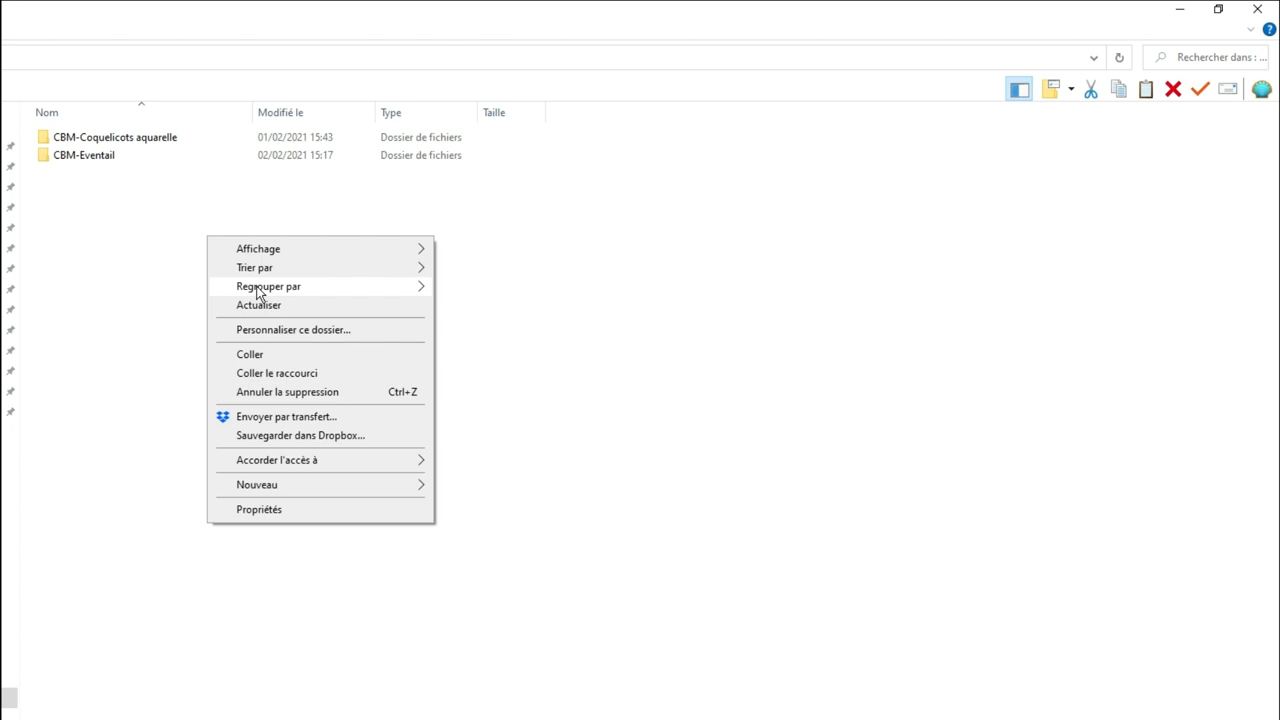 Rechercher dans : ...
Nom Modifié le Type Taille
CBM-Coquelicots aquarelle 01/02/2021 15:43 Dossier de fichiers
CBM-Eventail 02/02/2021 15:17 Dossier de fichiers
Affichage
Trier par
Regrouper par
Actualiser
Personnaliser ce dossier...
Coller
Coller le raccourci
Annuler la suppression Ctrl+Z
Envoyer par transfert...
Sauvegarder dans Dropbox...
Accorder l'accès à
Nouveau
Propriétés